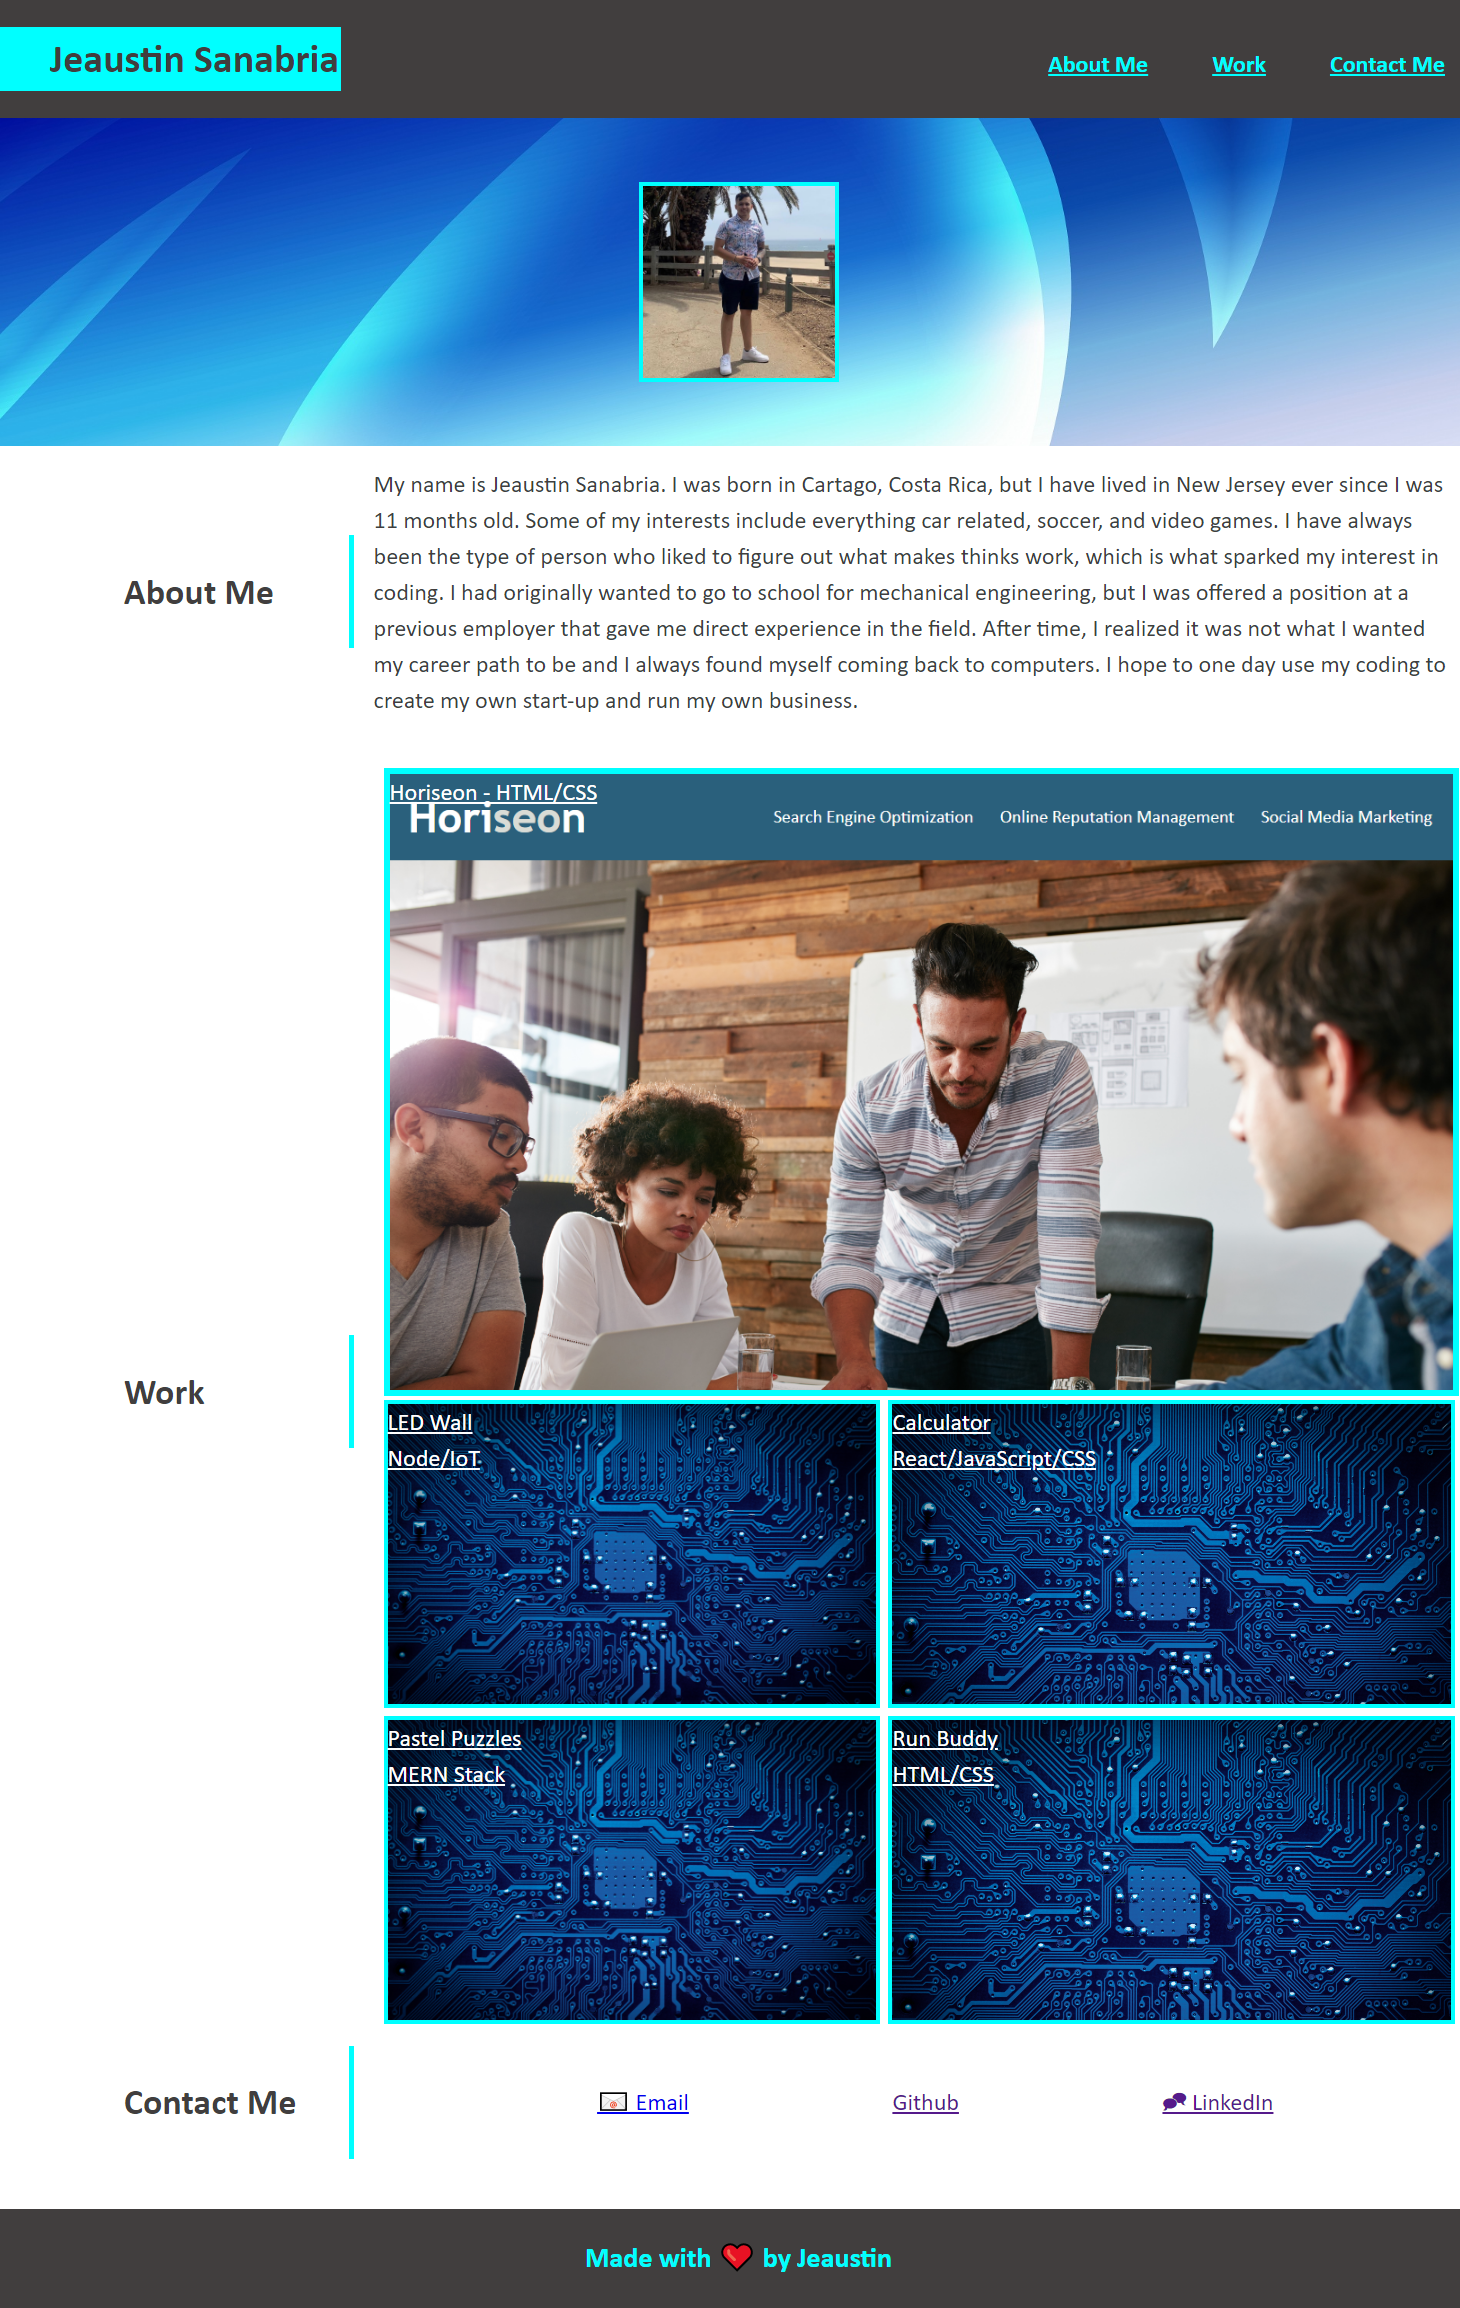 Jeaustin Sanabria
About Me Work Contact Me
My name is Jeaustin Sanabria. I was born in Cartago, Costa Rica, but I have lived in New Jersey ever since I was
11 months old. Some of my interests include everything car related, soccer, and video games. I have always
been the type of person who liked to figure out what makes thinks work, which is what sparked my interest in
About Me
coding. I had originally wanted to go to school for mechanical engineering, but I was offered a position at a
previous employer that gave me direct experience in the field. After time, I realized it was not what I wanted
my career path to be and I always found myself coming back to computers. I hope to one day use my coding to
create my own start-up and run my own business.
Horiseon - HTML/CSS
Horiseon
Search Engine Optimization Online Reputation Management Social Media Marketing
Work
LED Wall
Node/IoT
Calculator
React/JavaScript/CSS
Pastel Puzzles
MERN Stack
Run Buddy
HTML/CSS
Contact Me
📧 Email Github LinkedIn
Made with ❤️ by Jeaustin